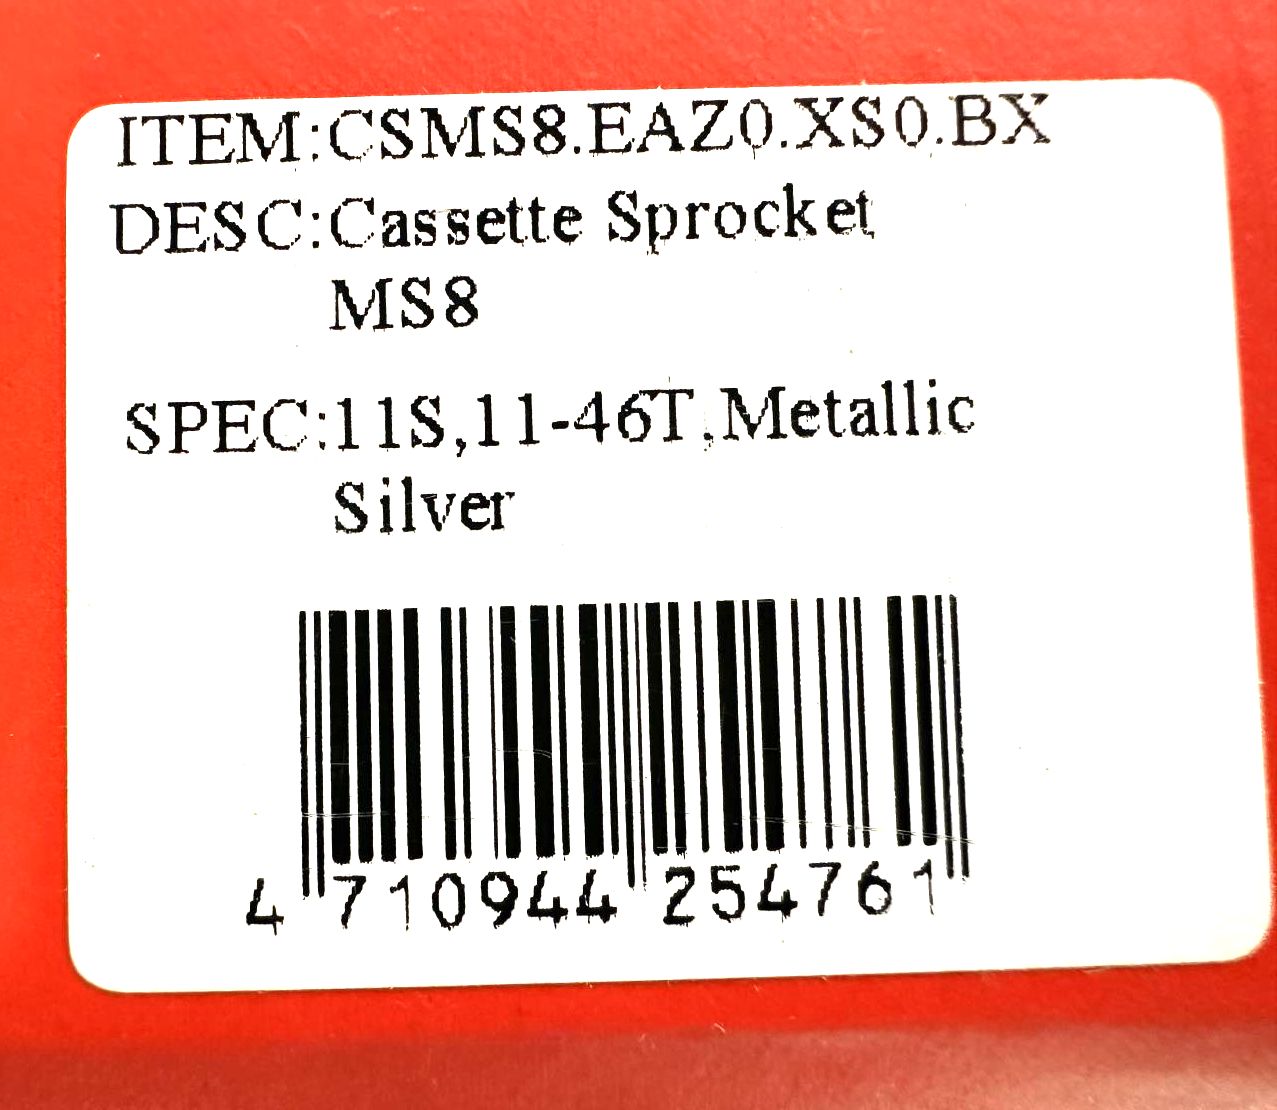 ITEM:CSMS8.EAZ0.XS0.BX
DESC:Cassette Sprocket
MS8
SPEC:11S,11-46T,Metallic
Silver
4 710944 254761